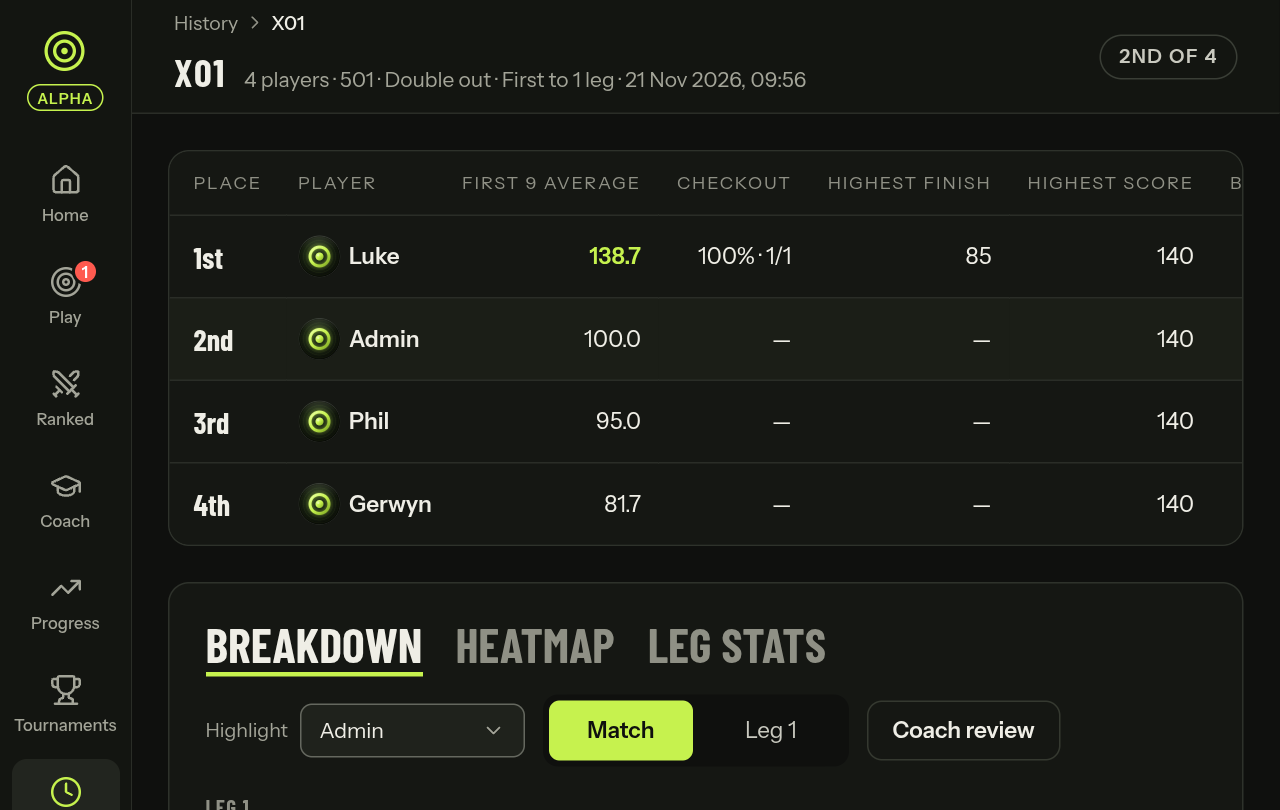 History > X01
X01 4 players · 501 · Double out · First to 1 leg · 21 Nov 2026, 09:56
2ND OF 4
ALPHA
Home
1
Play
Ranked
Coach
Progress
Tournaments
PLACE PLAYER FIRST 9 AVERAGE CHECKOUT HIGHEST FINISH HIGHEST SCORE B
1st Luke 138.7 100% · 1/1 85 140
2nd Admin 100.0 — — 140
3rd Phil 95.0 — — 140
4th Gerwyn 81.7 — — 140
BREAKDOWN HEATMAP LEG STATS
Highlight Admin Match Leg 1 Coach review
LEG 1